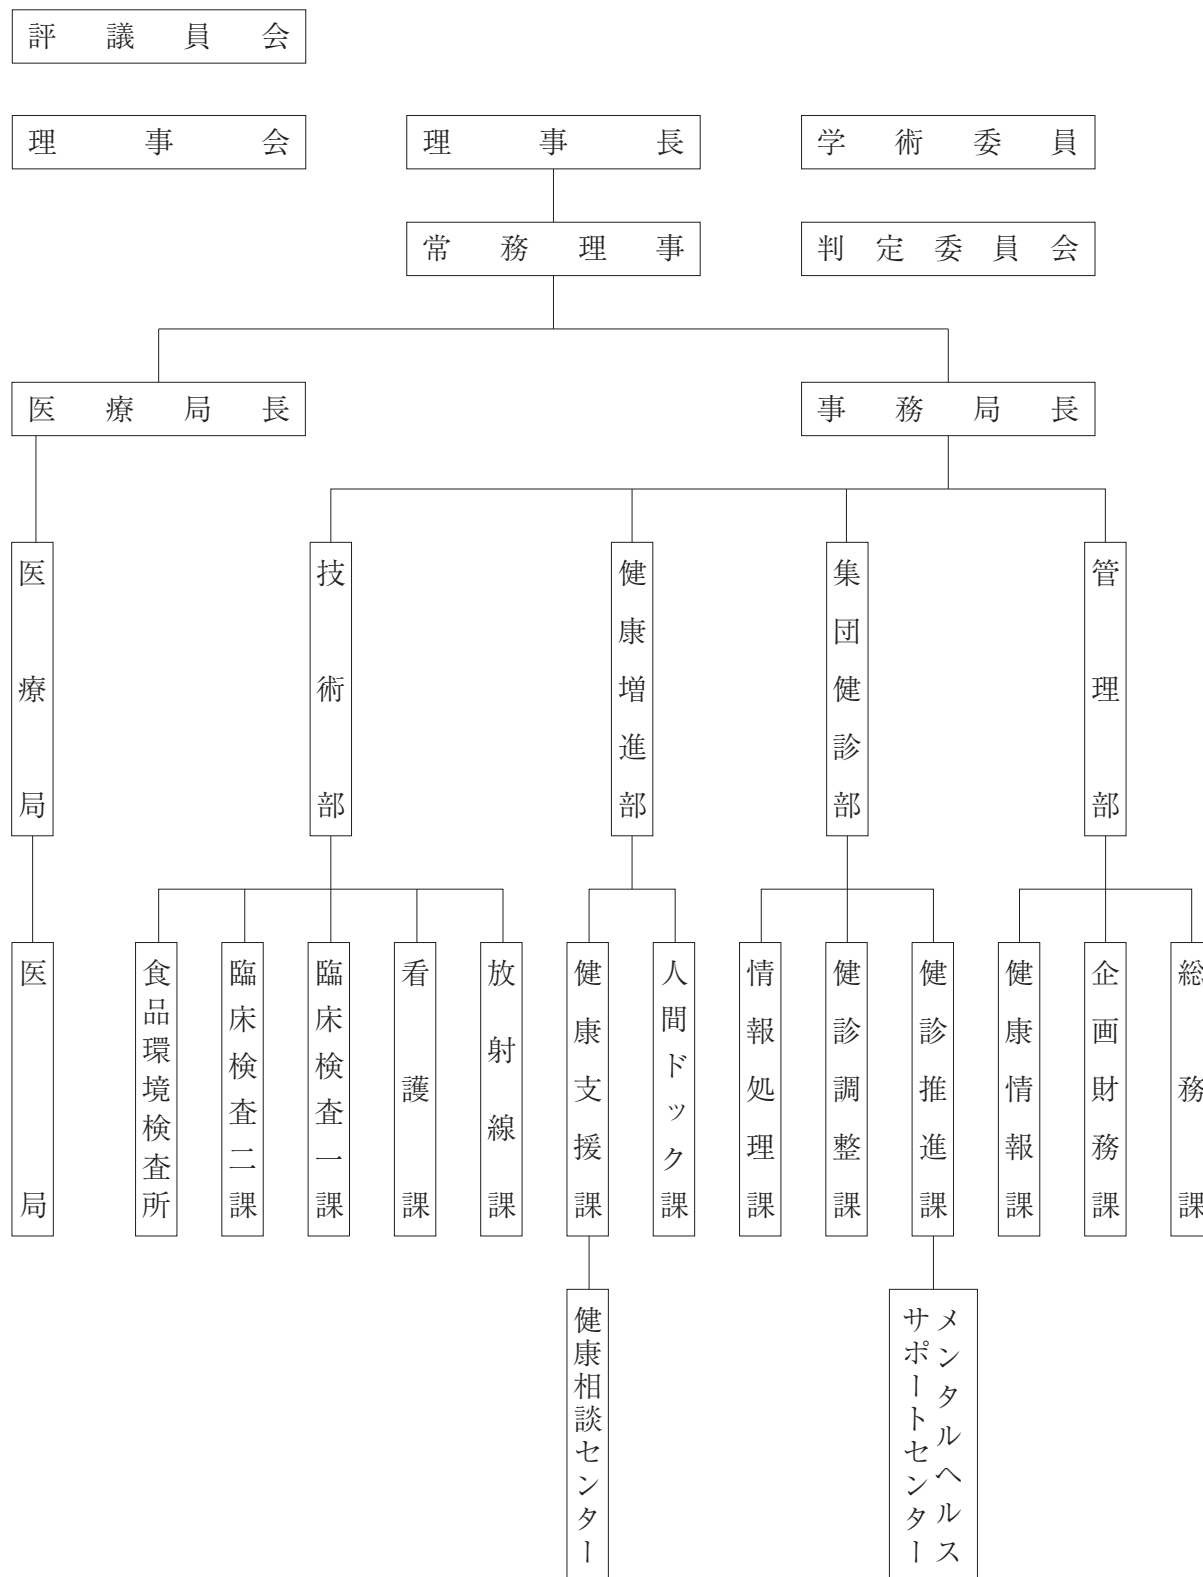 評議員会
理事会
理事長
学術委員
常務理事
判定委員会
医療局長
事務局長
医療局
技術部
健康増進部
集団健診部
管理部
医局
食品環境検査所
臨床検査二課
臨床検査一課
看護課
放射線課
健康支援課
人間ドック課
情報処理課
健診調整課
健診推進課
健康情報課
企画財務課
総務課
健康相談センター
メンタルヘルス
サポートセンター